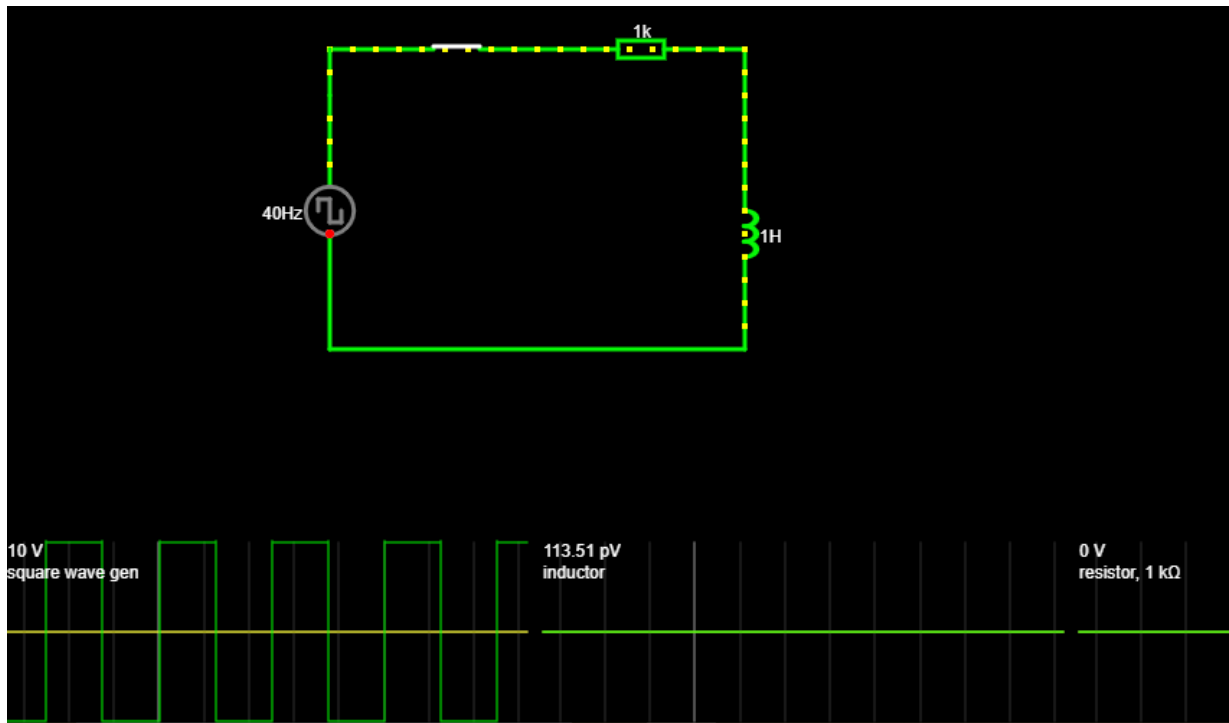 1k
40Hz
1H
10 V
square wave gen
113.51 pV
inductor
0 V
resistor, 1 kΩ